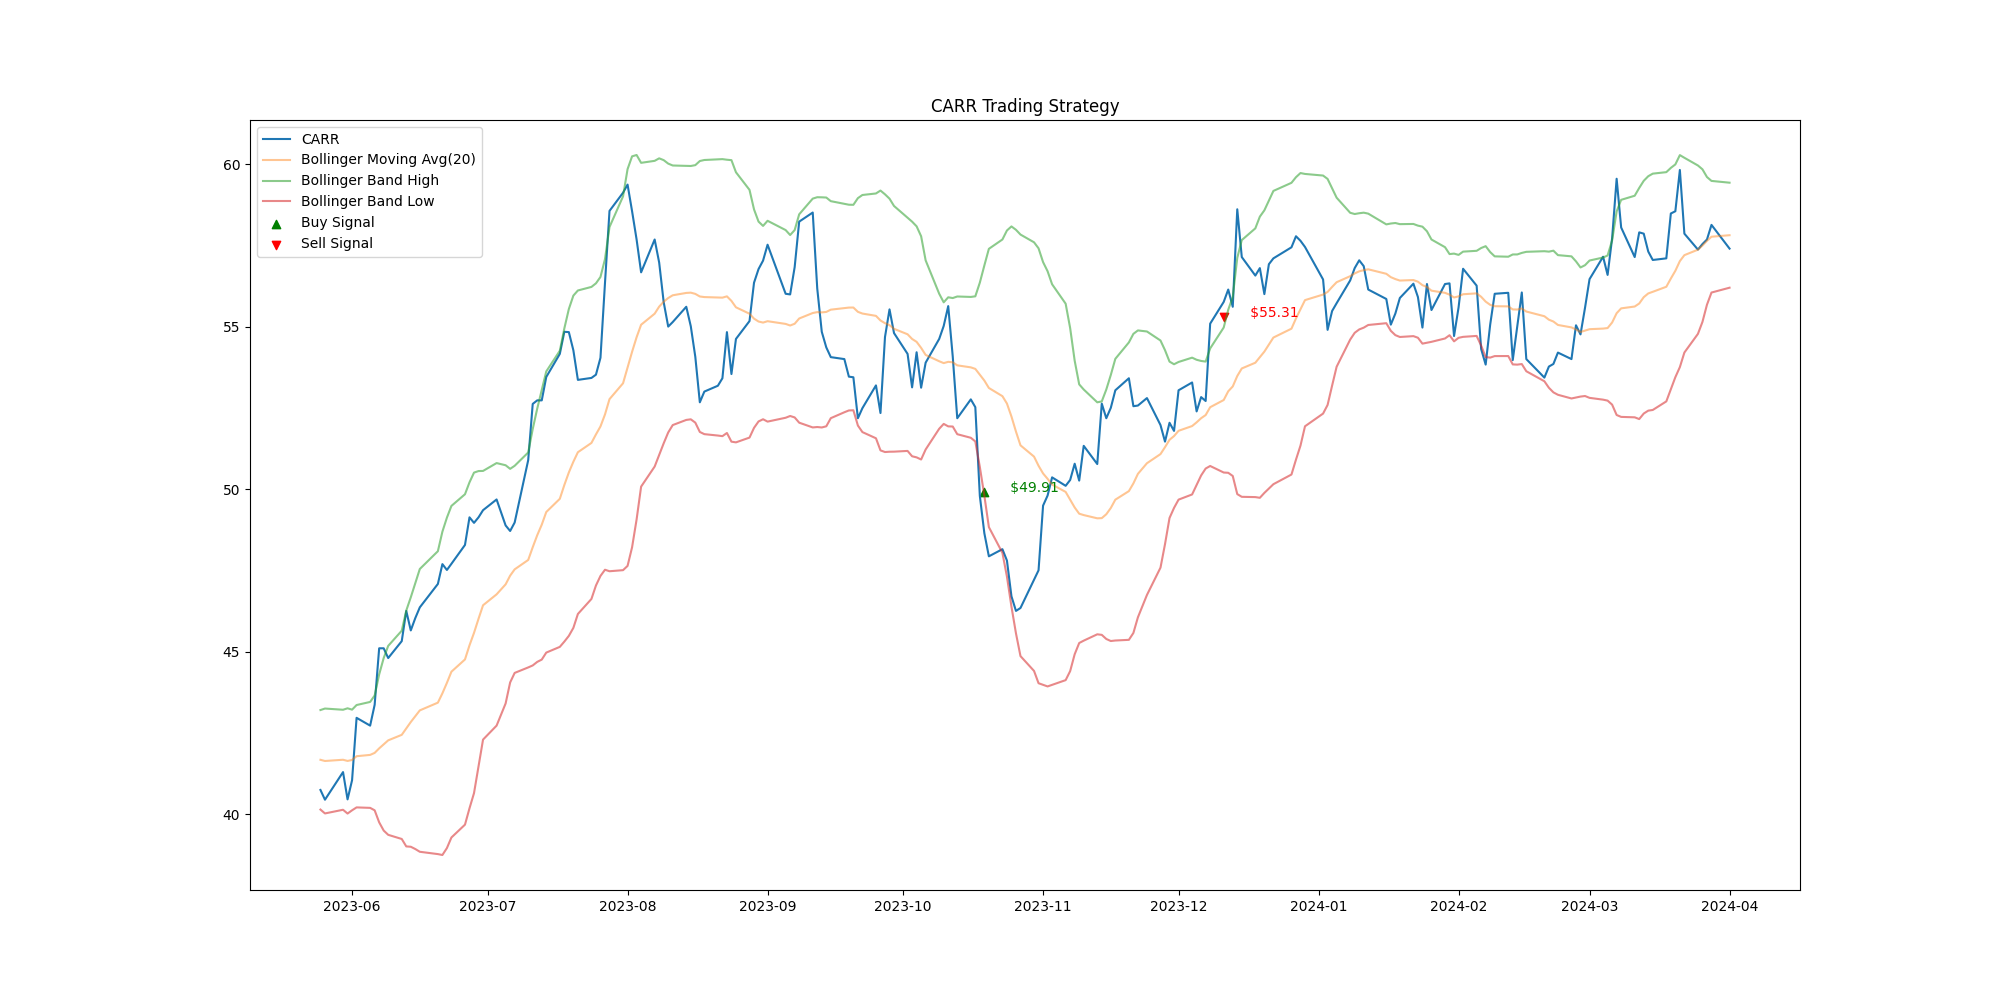 CARR Trading Strategy
CARR
Bollinger Moving Avg(20)
Bollinger Band High
Bollinger Band Low
Buy Signal
Sell Signal
60
55
50
45
40
$55.31
$49.91
2023-06
2023-07
2023-08
2023-09
2023-10
2023-11
2023-12
2024-01
2024-02
2024-03
2024-04